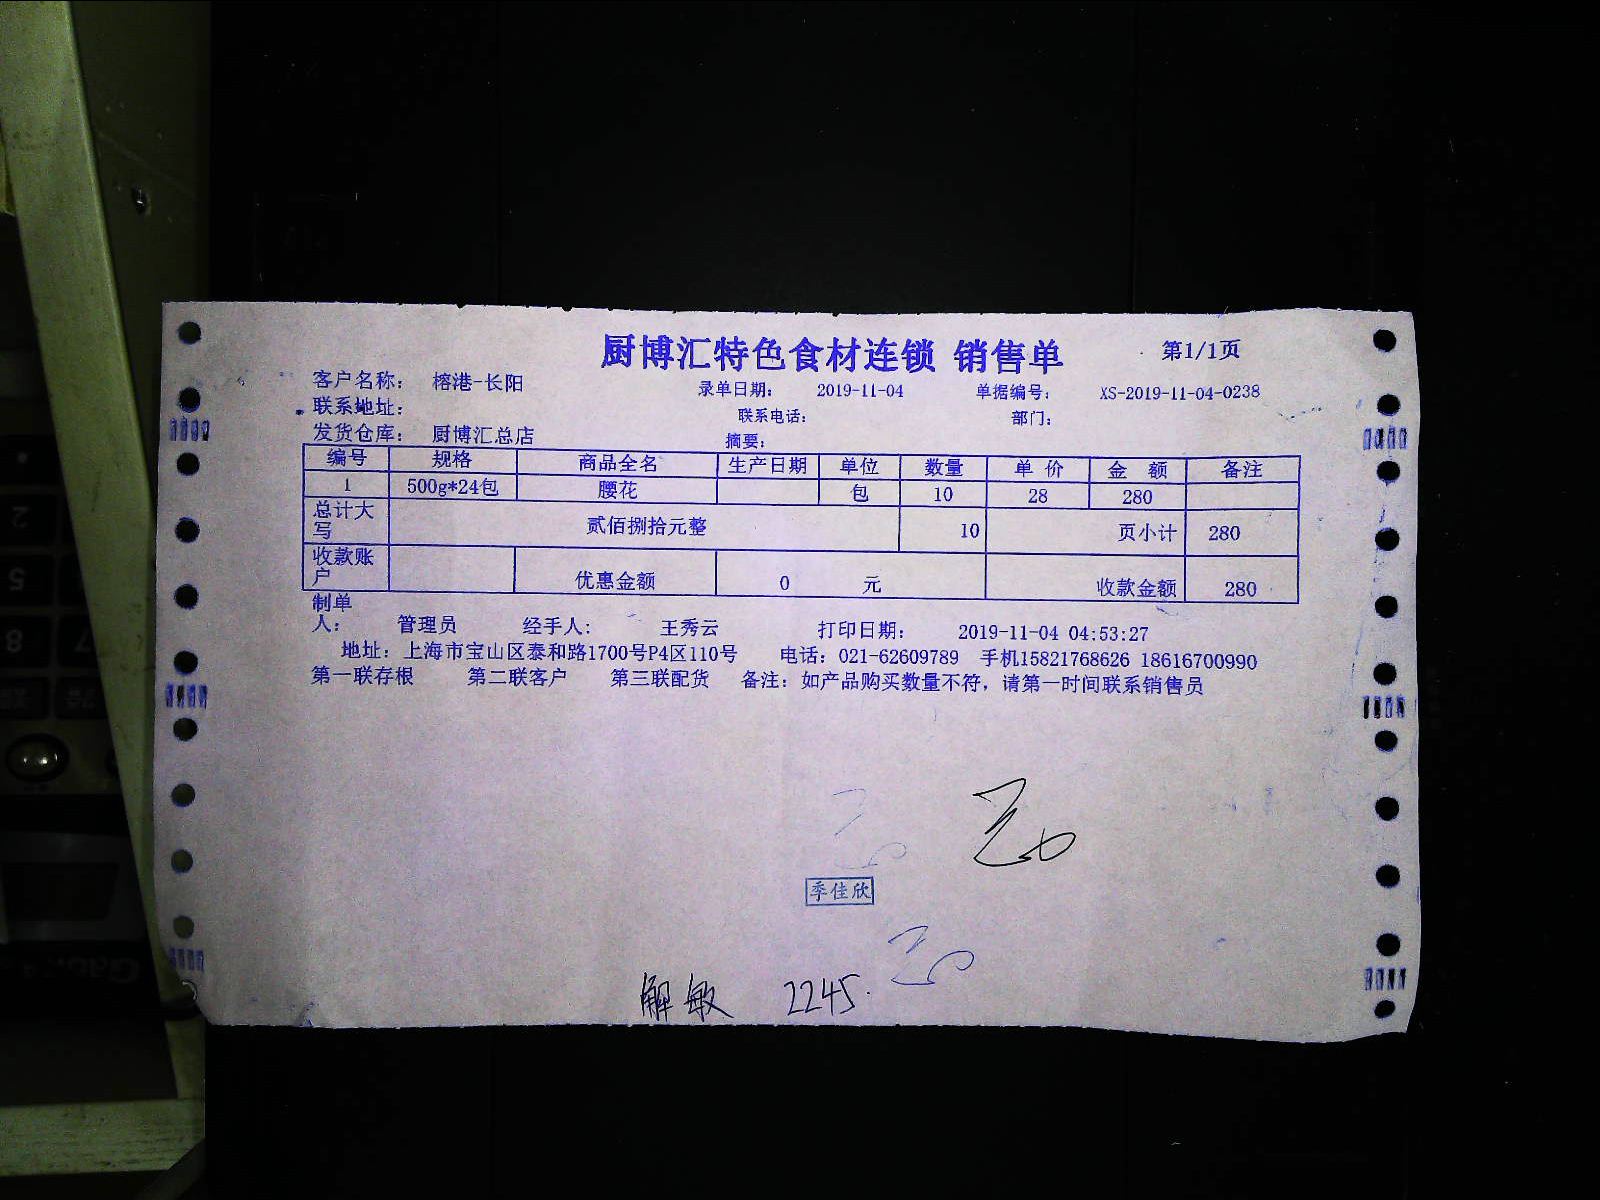 厨博汇特色食材连锁 销售单 第1/1页
客户名称： 榕港-长阳 录单日期： 2019-11-04 单据编号： XS-2019-11-04-0238
联系地址： 联系电话： 部门：
发货仓库： 厨博汇总店 摘要：
编号 规格 商品全名 生产日期 单位 数量 单 价 金 额 备注
1 500g*24包 腰花 包 10 28 280
总计大写 贰佰捌拾元整 10 页小计 280
收款账户 优惠金额 0 元 收款金额 280
制单人： 管理员 经手人： 王秀云 打印日期： 2019-11-04 04:53:27
地址：上海市宝山区泰和路1700号P4区110号 电话：021-62609789 手机15821768626 18616700990
第一联存根 第二联客户 第三联配货 备注：如产品购买数量不符，请第一时间联系销售员
季佳欣
解敏 2245.